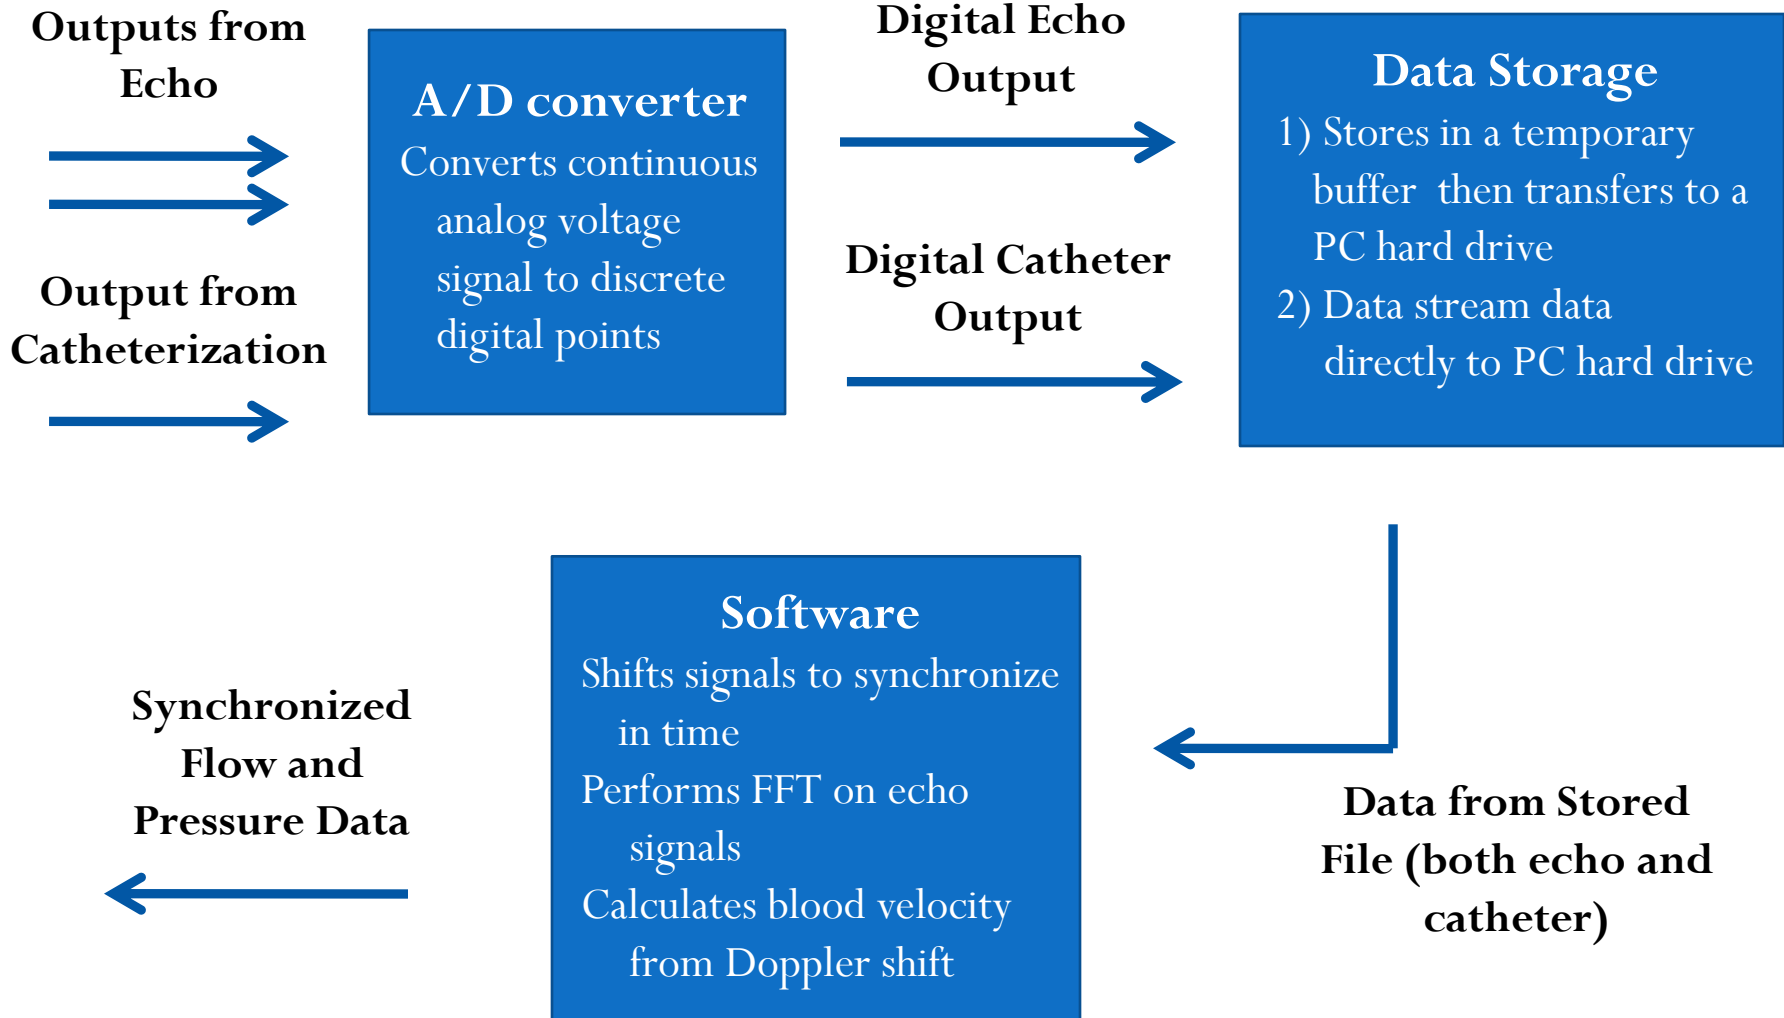 Outputs from
Echo
Output from
Catheterization
A/D converter
Converts continuous
analog voltage
signal to discrete
digital points
Digital Echo
Output
Digital Catheter
Output
Data Storage
1) Stores in a temporary
buffer then transfers to a
PC hard drive
2) Data stream data
directly to PC hard drive
Data from Stored
File (both echo and
catheter)
Software
Shifts signals to synchronize
in time
Performs FFT on echo
signals
Calculates blood velocity
from Doppler shift
Synchronized
Flow and
Pressure Data